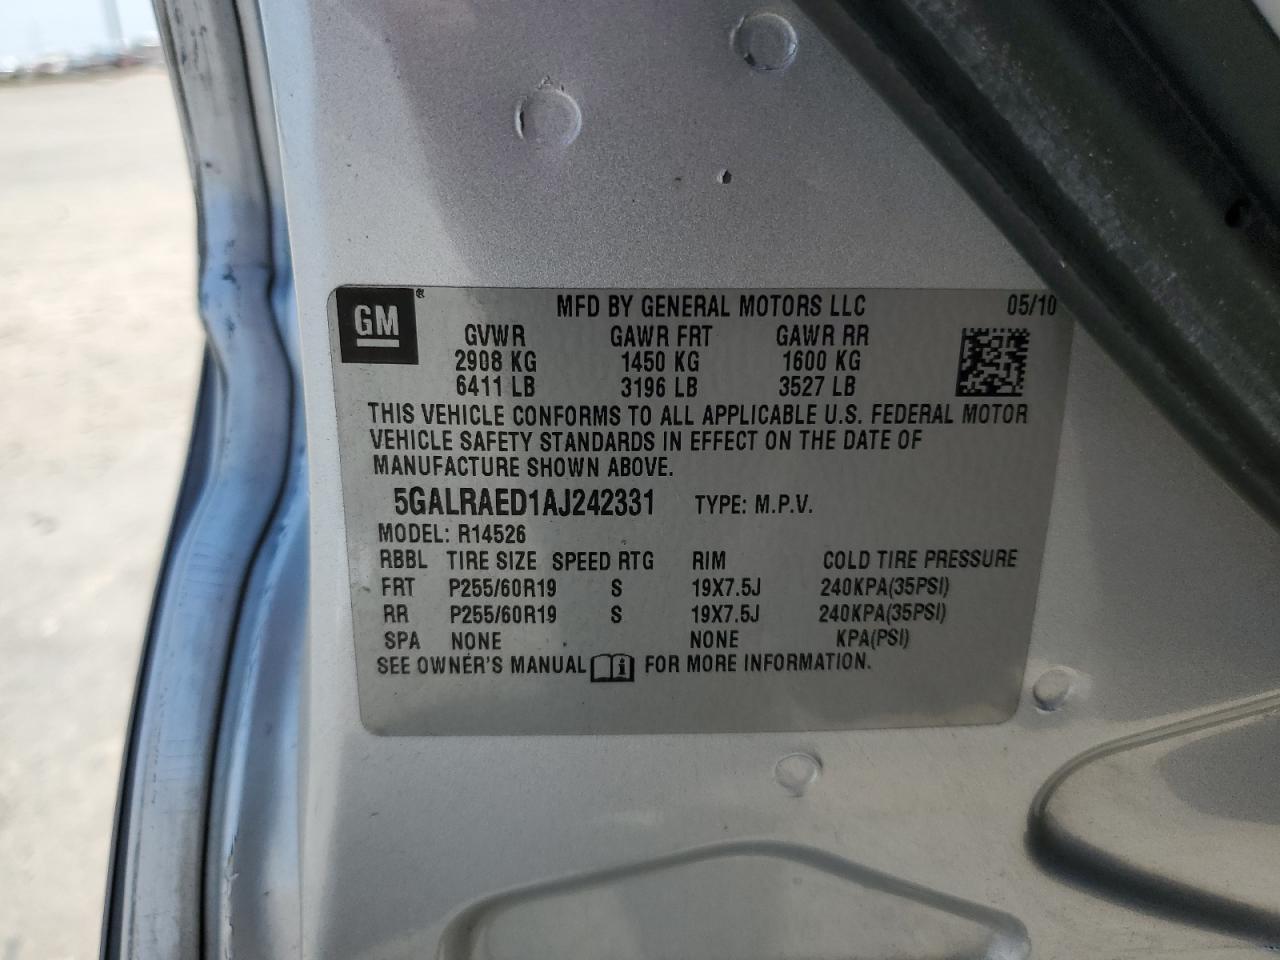 GM® MFD BY GENERAL MOTORS LLC 05/10
GVWR GAWR FRT GAWR RR
2908 KG 1450 KG 1600 KG
6411 LB 3196 LB 3527 LB
THIS VEHICLE CONFORMS TO ALL APPLICABLE U.S. FEDERAL MOTOR
VEHICLE SAFETY STANDARDS IN EFFECT ON THE DATE OF
MANUFACTURE SHOWN ABOVE.
5GALRAED1AJ242331 TYPE: M.P.V.
MODEL: R14526
RBBL TIRE SIZE SPEED RTG RIM COLD TIRE PRESSURE
FRT P255/60R19 S 19X7.5J 240KPA(35PSI)
RR P255/60R19 S 19X7.5J 240KPA(35PSI)
SPA NONE NONE KPA(PSI)
SEE OWNER'S MANUAL i FOR MORE INFORMATION.